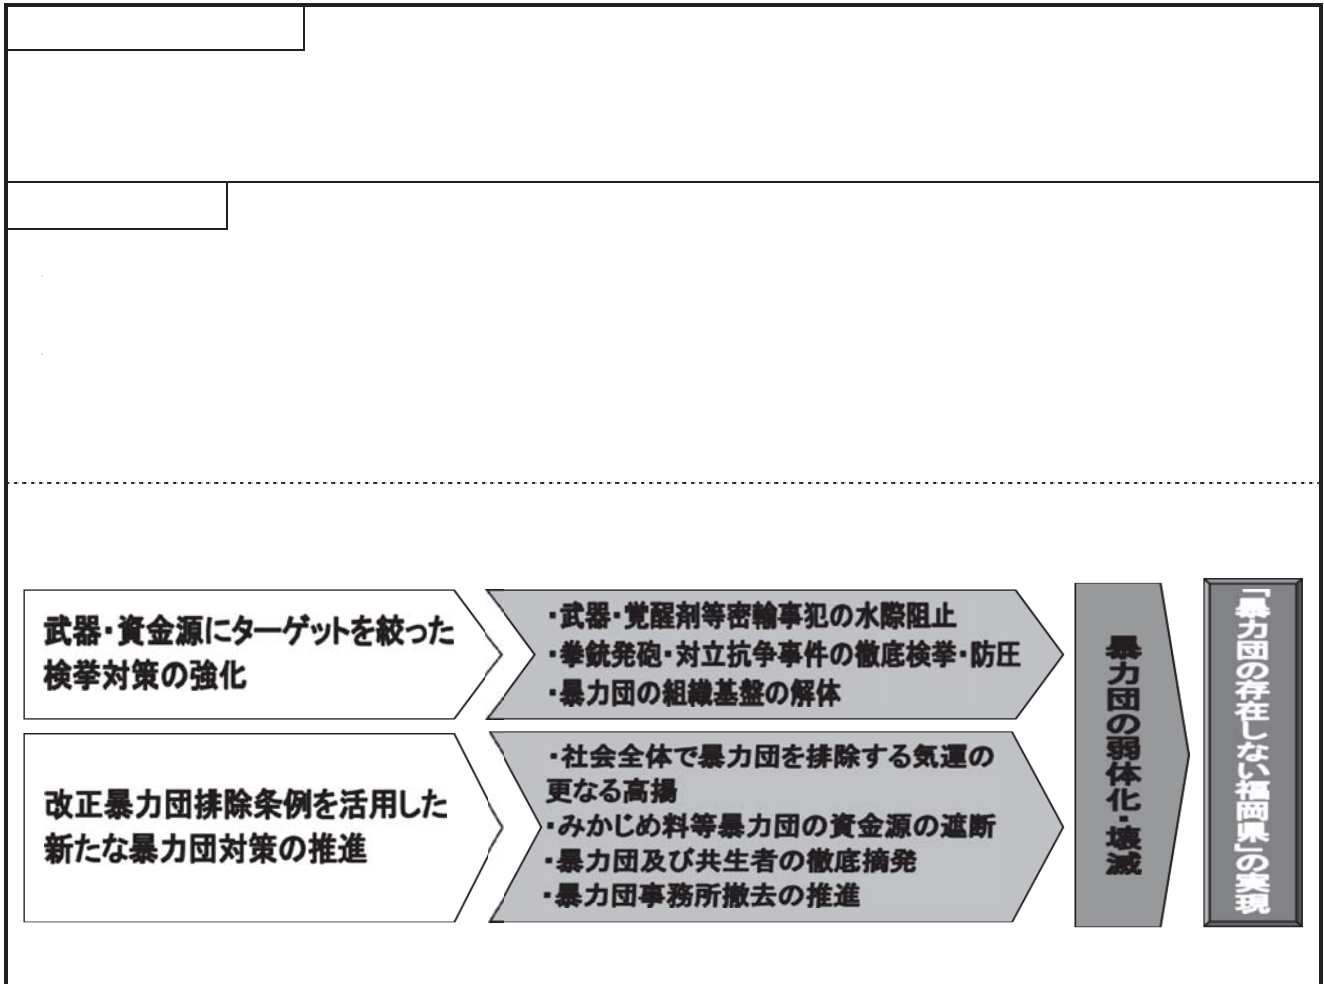 武器・資金源にターゲットを絞った
検挙対策の強化
・武器・覚醒剤等密輸事犯の水際阻止
・拳銃発砲・対立抗争事件の徹底検挙・防圧
・暴力団の組織基盤の解体
改正暴力団排除条例を活用した
新たな暴力団対策の推進
・社会全体で暴力団を排除する気運の
更なる高揚
・みかじめ料等暴力団の資金源の遮断
・暴力団及び共生者の徹底摘発
・暴力団事務所撤去の推進
暴力団の弱体化・壊滅
「暴力団の存在しない福岡県」の実現